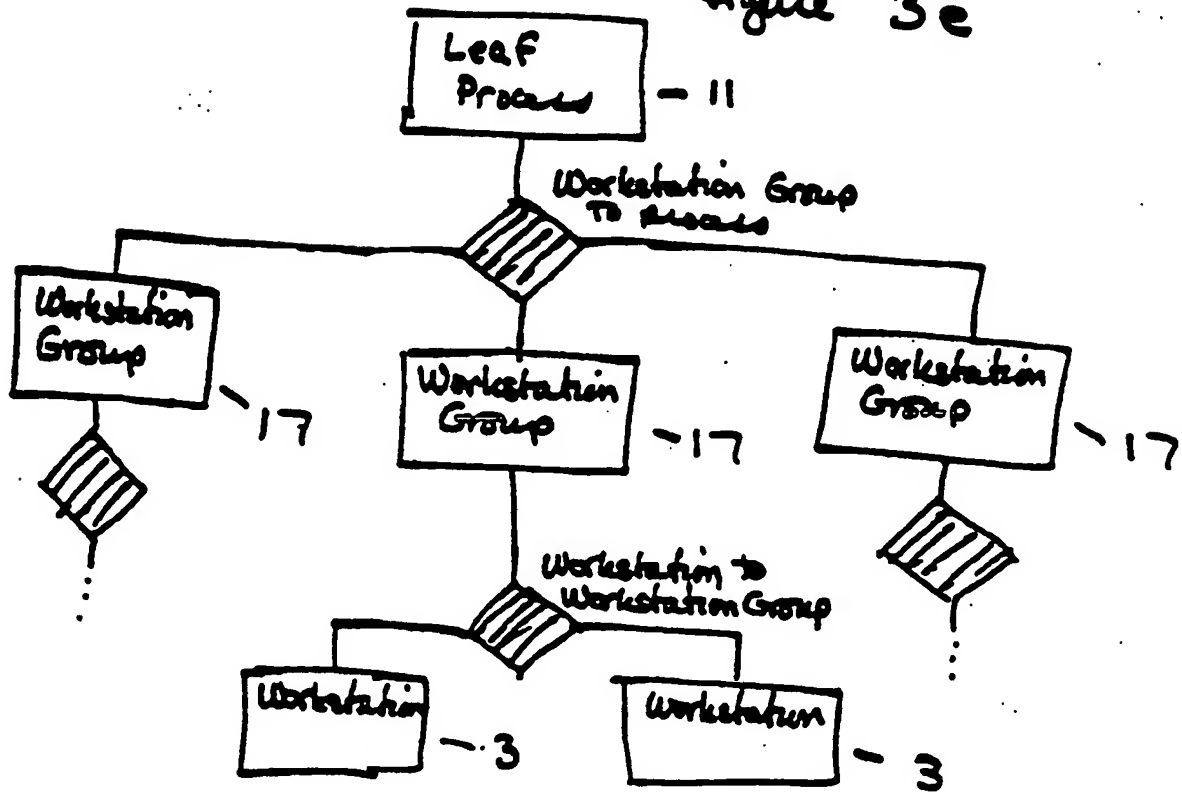 Figure 3e
Leaf
Process
- 11
Workstation Group
To process
Workstation
Group
- 17
Workstation
Group
- 17
Workstation
Group
- 17
Workstation to
Workstation Group
Workstation
- 3
Workstation
- 3